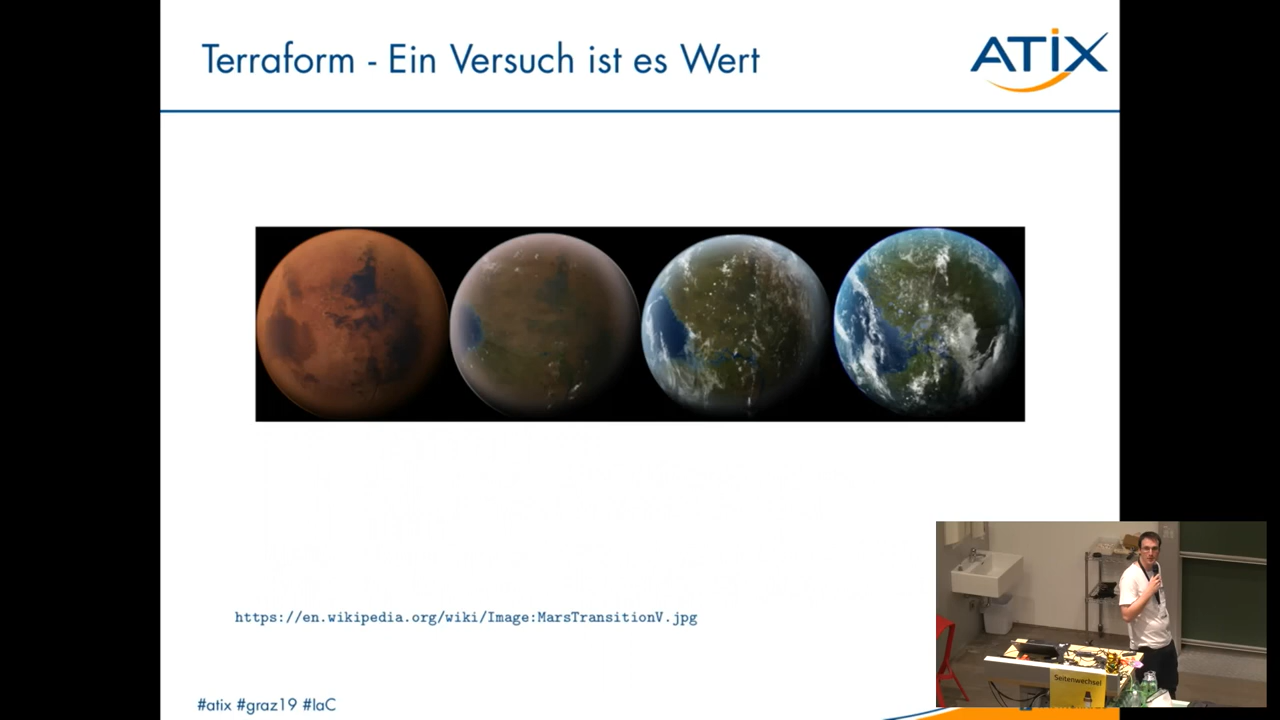 Terraform - Ein Versuch ist es Wert
ATIX
https://en.wikipedia.org/wiki/Image:MarsTransitionV.jpg
Seitenwechsel
#atix #graz19 #IaC